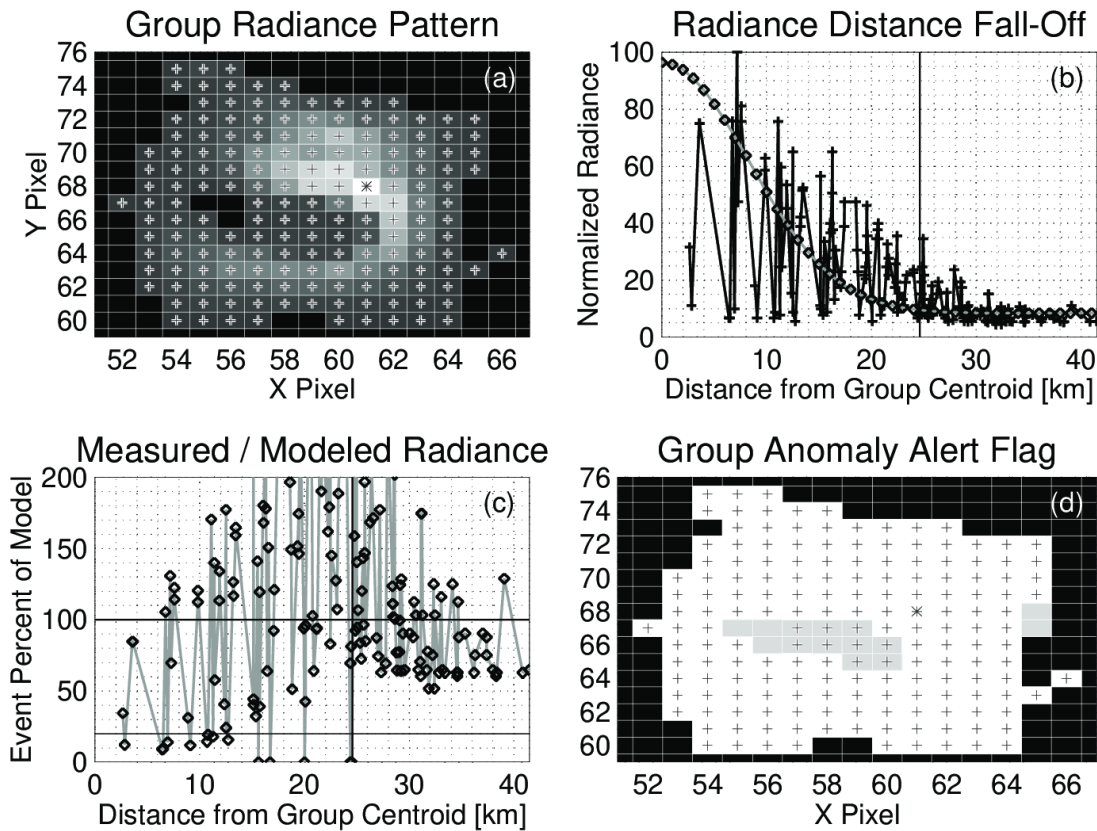 Group Radiance Pattern
(a)
76
74
72
70
68
66
64
62
60
Y Pixel
52 54 56 58 60 62 64 66
X Pixel
Radiance Distance Fall-Off
(b)
100
80
60
40
20
0
Normalized Radiance
0 10 20 30 40
Distance from Group Centroid [km]
Measured / Modeled Radiance
(c)
200
150
100
50
0
Event Percent of Model
0 10 20 30 40
Distance from Group Centroid [km]
Group Anomaly Alert Flag
(d)
76
74
72
70
68
66
64
62
60
52 54 56 58 60 62 64 66
X Pixel